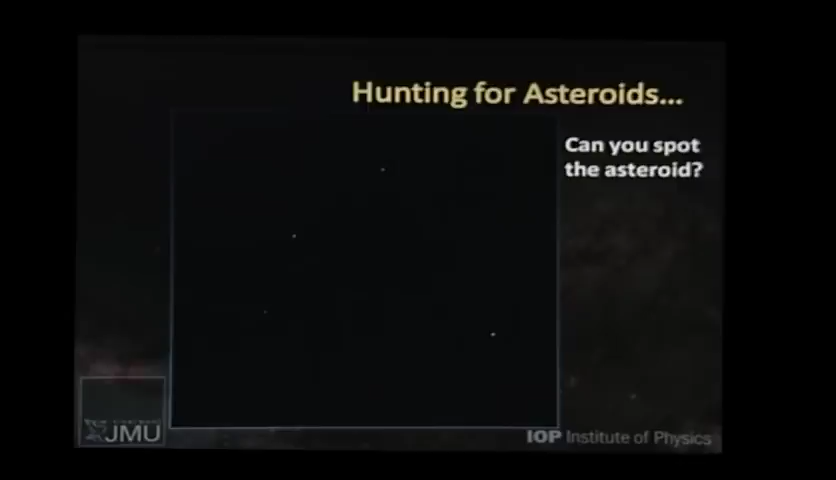 Hunting for Asteroids...
Can you spot
the asteroid?
JMU
IOP Institute of Physics